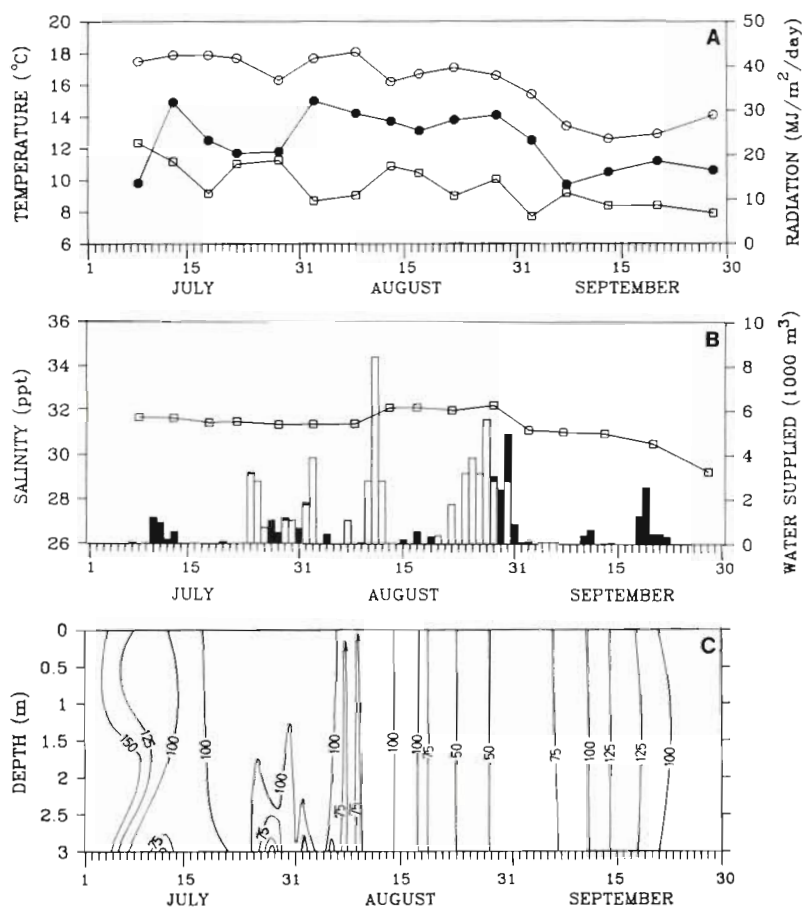 A
TEMPERATURE (°C)
20
18
16
14
12
10
8
6
RADIATION (MJ/m²/day)
50
40
30
20
10
0
1 15 31 15 31 15 30
JULY AUGUST SEPTEMBER
B
SALINITY (ppt)
36
34
32
30
28
26
WATER SUPPLIED (1000 m³)
10
8
6
4
2
0
1 15 31 15 31 15 30
JULY AUGUST SEPTEMBER
C
DEPTH (m)
0
0.5
1
1.5
2
2.5
3
150 125 100 100 75 75 100 100 75 75 100 100 75 50 50 75 100 125 125 100
1 15 31 15 31 15 30
JULY AUGUST SEPTEMBER